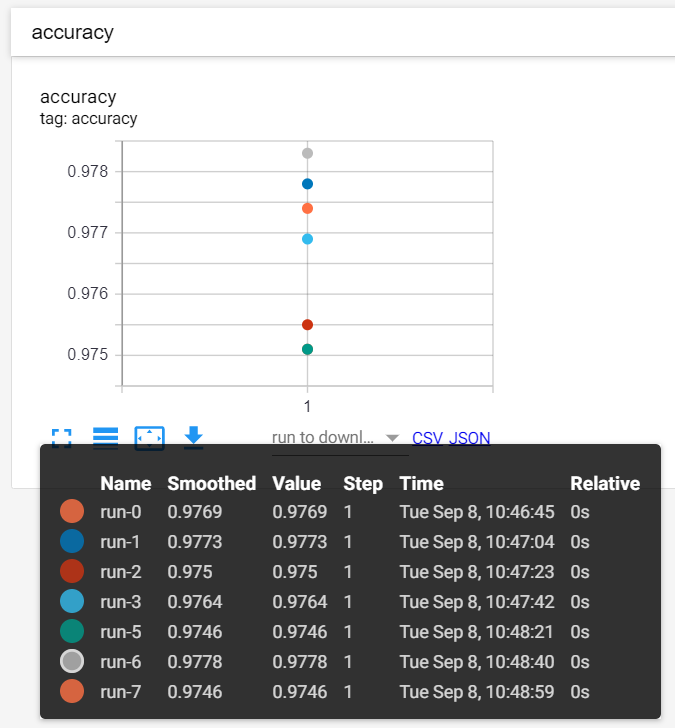 accuracy
accuracy
tag: accuracy
0.978
0.977
0.976
0.975
1
run to downl... CSV JSON
Name Smoothed Value Step Time Relative
run-0 0.9769 0.9769 1 Tue Sep 8, 10:46:45 0s
run-1 0.9773 0.9773 1 Tue Sep 8, 10:47:04 0s
run-2 0.975 0.975 1 Tue Sep 8, 10:47:23 0s
run-3 0.9764 0.9764 1 Tue Sep 8, 10:47:42 0s
run-5 0.9746 0.9746 1 Tue Sep 8, 10:48:21 0s
run-6 0.9778 0.9778 1 Tue Sep 8, 10:48:40 0s
run-7 0.9746 0.9746 1 Tue Sep 8, 10:48:59 0s